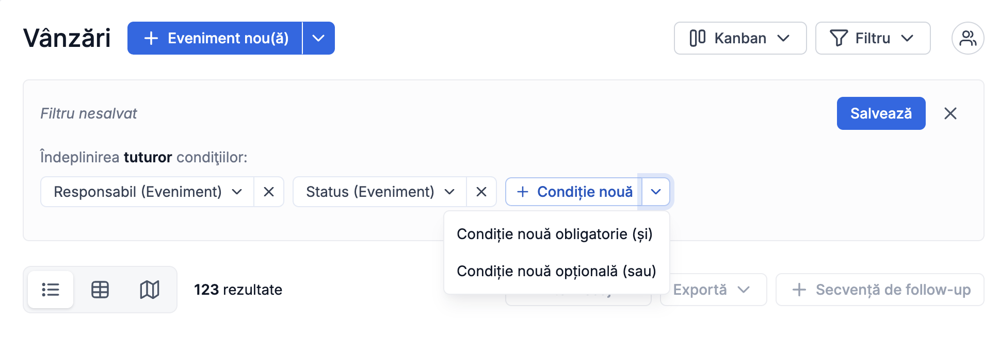 Vânzări
Eveniment nou(ă)
Kanban
Filtru
Filtru nesalvat
Salvează
Îndeplinirea tuturor condiţiilor:
Responsabil (Eveniment)
Status (Eveniment)
Condiție nouă
Condiție nouă obligatorie (și)
Condiție nouă opțională (sau)
123 rezultate
Exportă
Secvență de follow-up